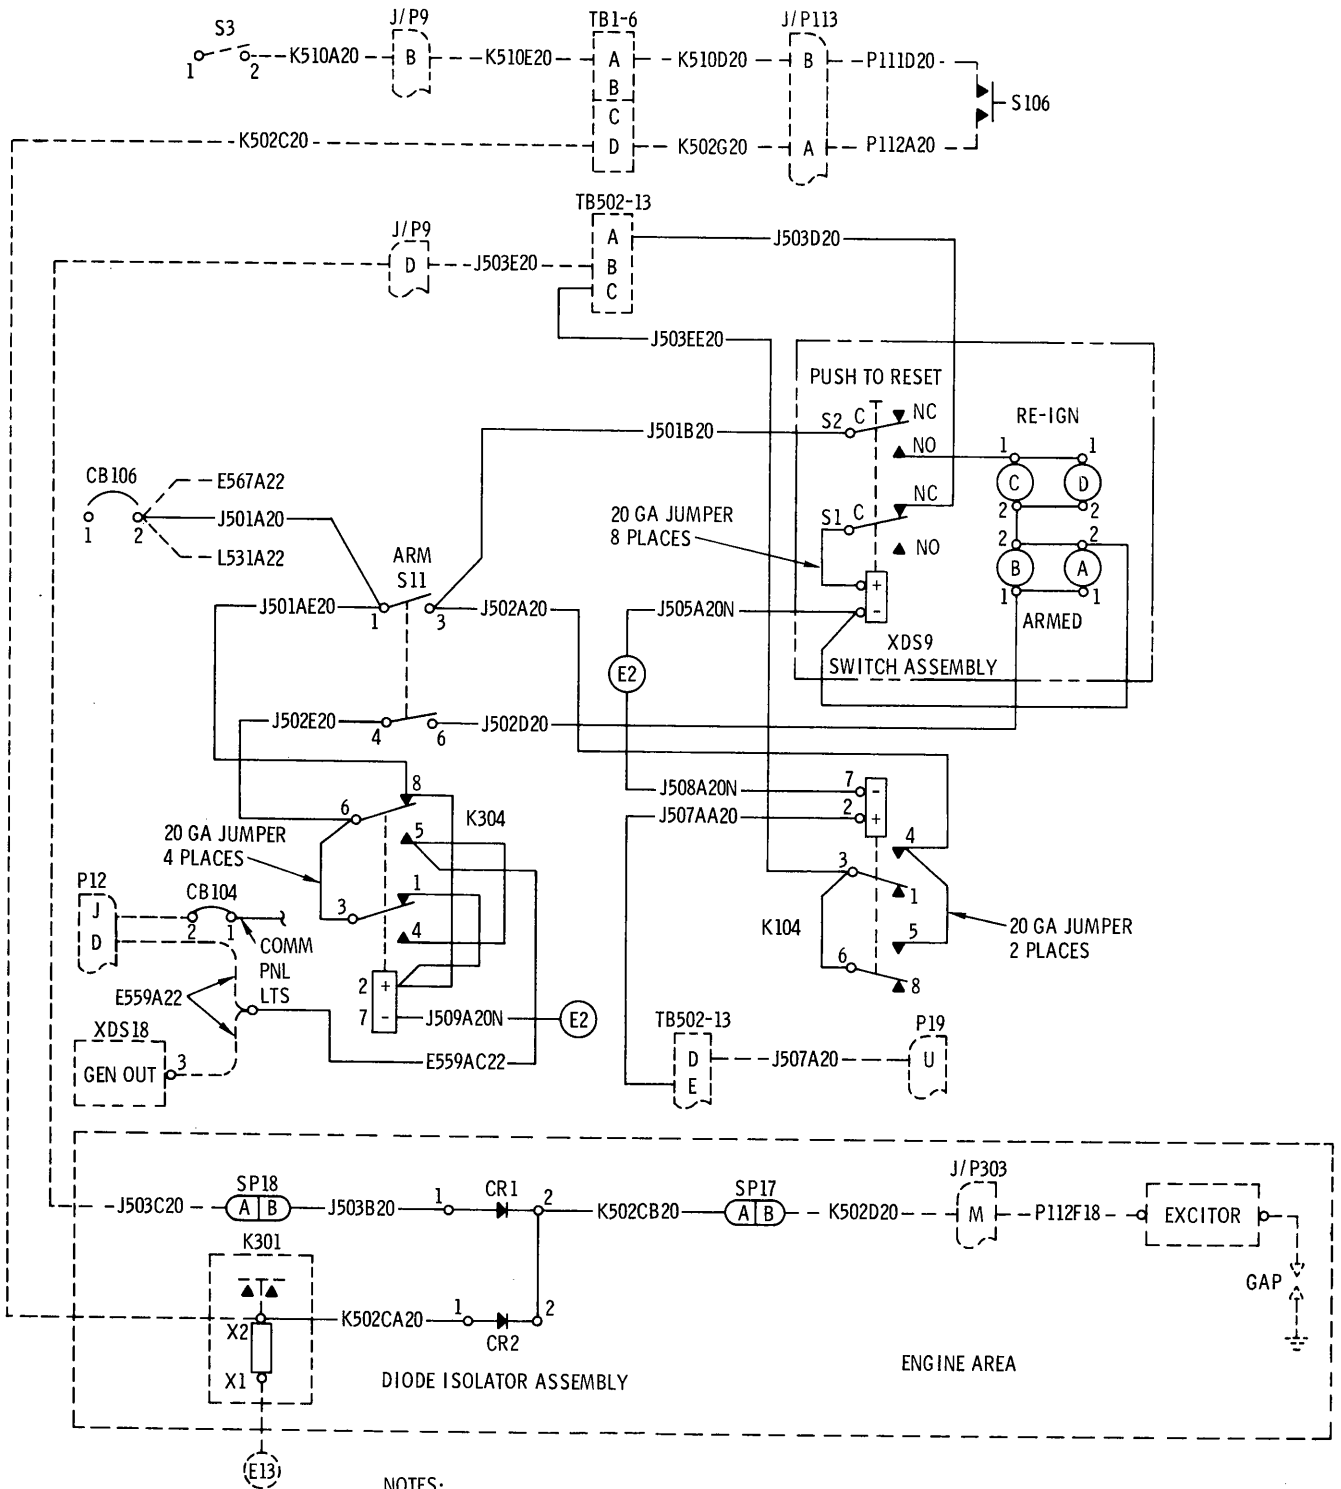 S3
1
2
K510A20
J/P9
B
K510E20
TB1-6
A
B
C
D
K510D20
J/P113
B
A
P111D20
S106
K502C20
K502G20
P112A20
TB502-13
A
B
C
J503D20
J/P9
D
J503E20
J503EE20
PUSH TO RESET
S2
C
NC
NO
RE-IGN
1
1
C
D
2
2
2
2
B
A
1
1
ARMED
J501B20
CB106
1
2
E567A22
J501A20
L531A22
20 GA JUMPER
8 PLACES
S1
C
NC
NO
+
-
ARM
S11
J501AE20
1
3
J502A20
J505A20N
XDS9
SWITCH ASSEMBLY
E2
J502E20
4
6
J502D20
8
6
K304
5
20 GA JUMPER
4 PLACES
1
3
4
2
+
7
-
J509A20N
E2
J508A20N
7
-
J507AA20
2
+
4
3
1
K104
5
6
8
20 GA JUMPER
2 PLACES
P12
J
D
CB104
2
1
COMM
PNL
LTS
E559A22
XDS18
GEN OUT
3
E559AC22
TB502-13
D
E
J507A20
P19
U
J503C20
SP18
A B
J503B20
1
CR1
2
K502CB20
SP17
A B
K502D20
J/P303
M
P112F18
EXCITOR
GAP
K301
X2
X1
K502CA20
1
2
CR2
DIODE ISOLATOR ASSEMBLY
ENGINE AREA
E13
NOTES: